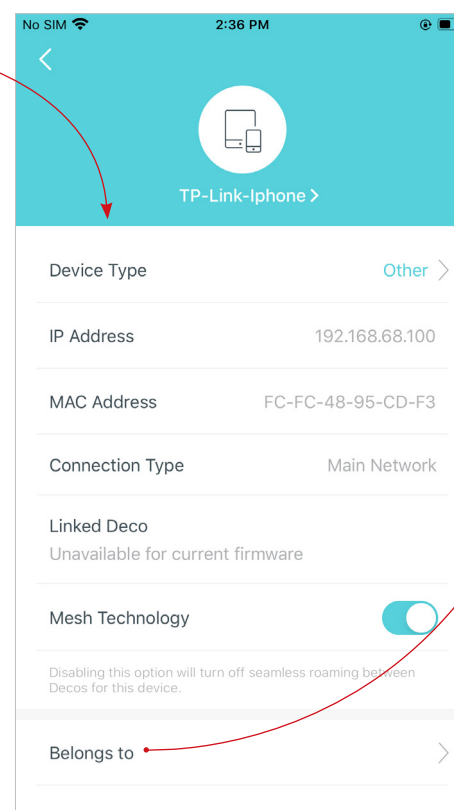 No SIM 2:36 PM
TP-Link-Iphone >
Device Type Other >
IP Address 192.168.68.100
MAC Address FC-FC-48-95-CD-F3
Connection Type Main Network
Linked Deco
Unavailable for current firmware
Mesh Technology
Disabling this option will turn off seamless roaming between
Decos for this device.
Belongs to >